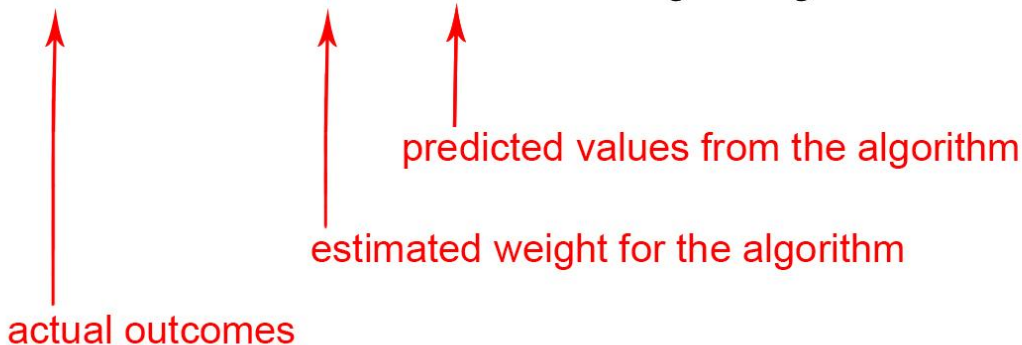 predicted values from the algorithm
estimated weight for the algorithm
actual outcomes